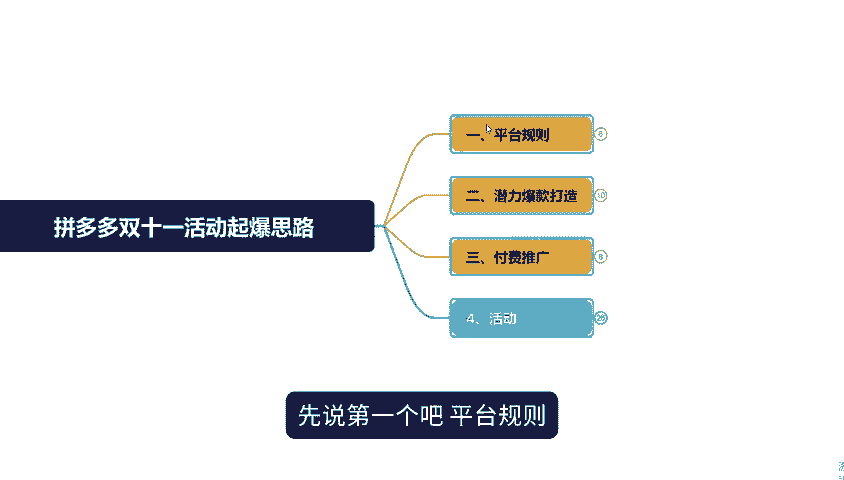 拼多多双十一活动起爆思路
一、平台规则
6
二、潜力爆款打造
10
三、付费推广
8
4、活动
26
先说第一个吧 平台规则